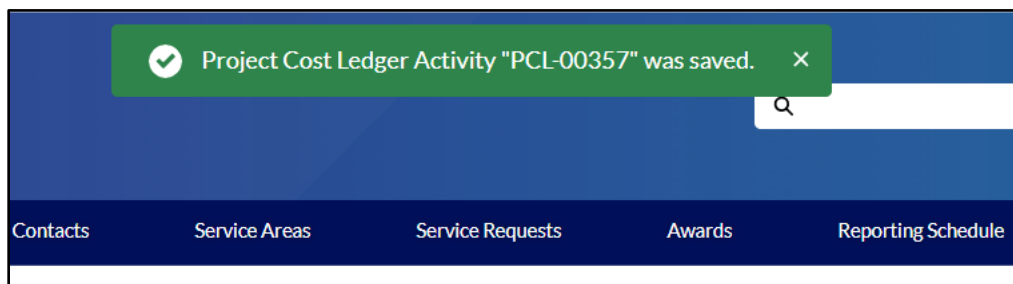 Project Cost Ledger Activity "PCL-00357" was saved.
Contacts Service Areas Service Requests Awards Reporting Schedule